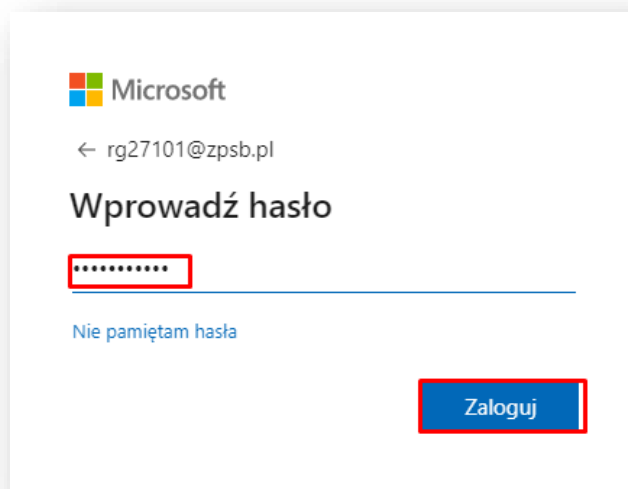 Microsoft
← rg27101@zpsb.pl
Wprowadź hasło
•••••••••••
Nie pamiętam hasła
Zaloguj